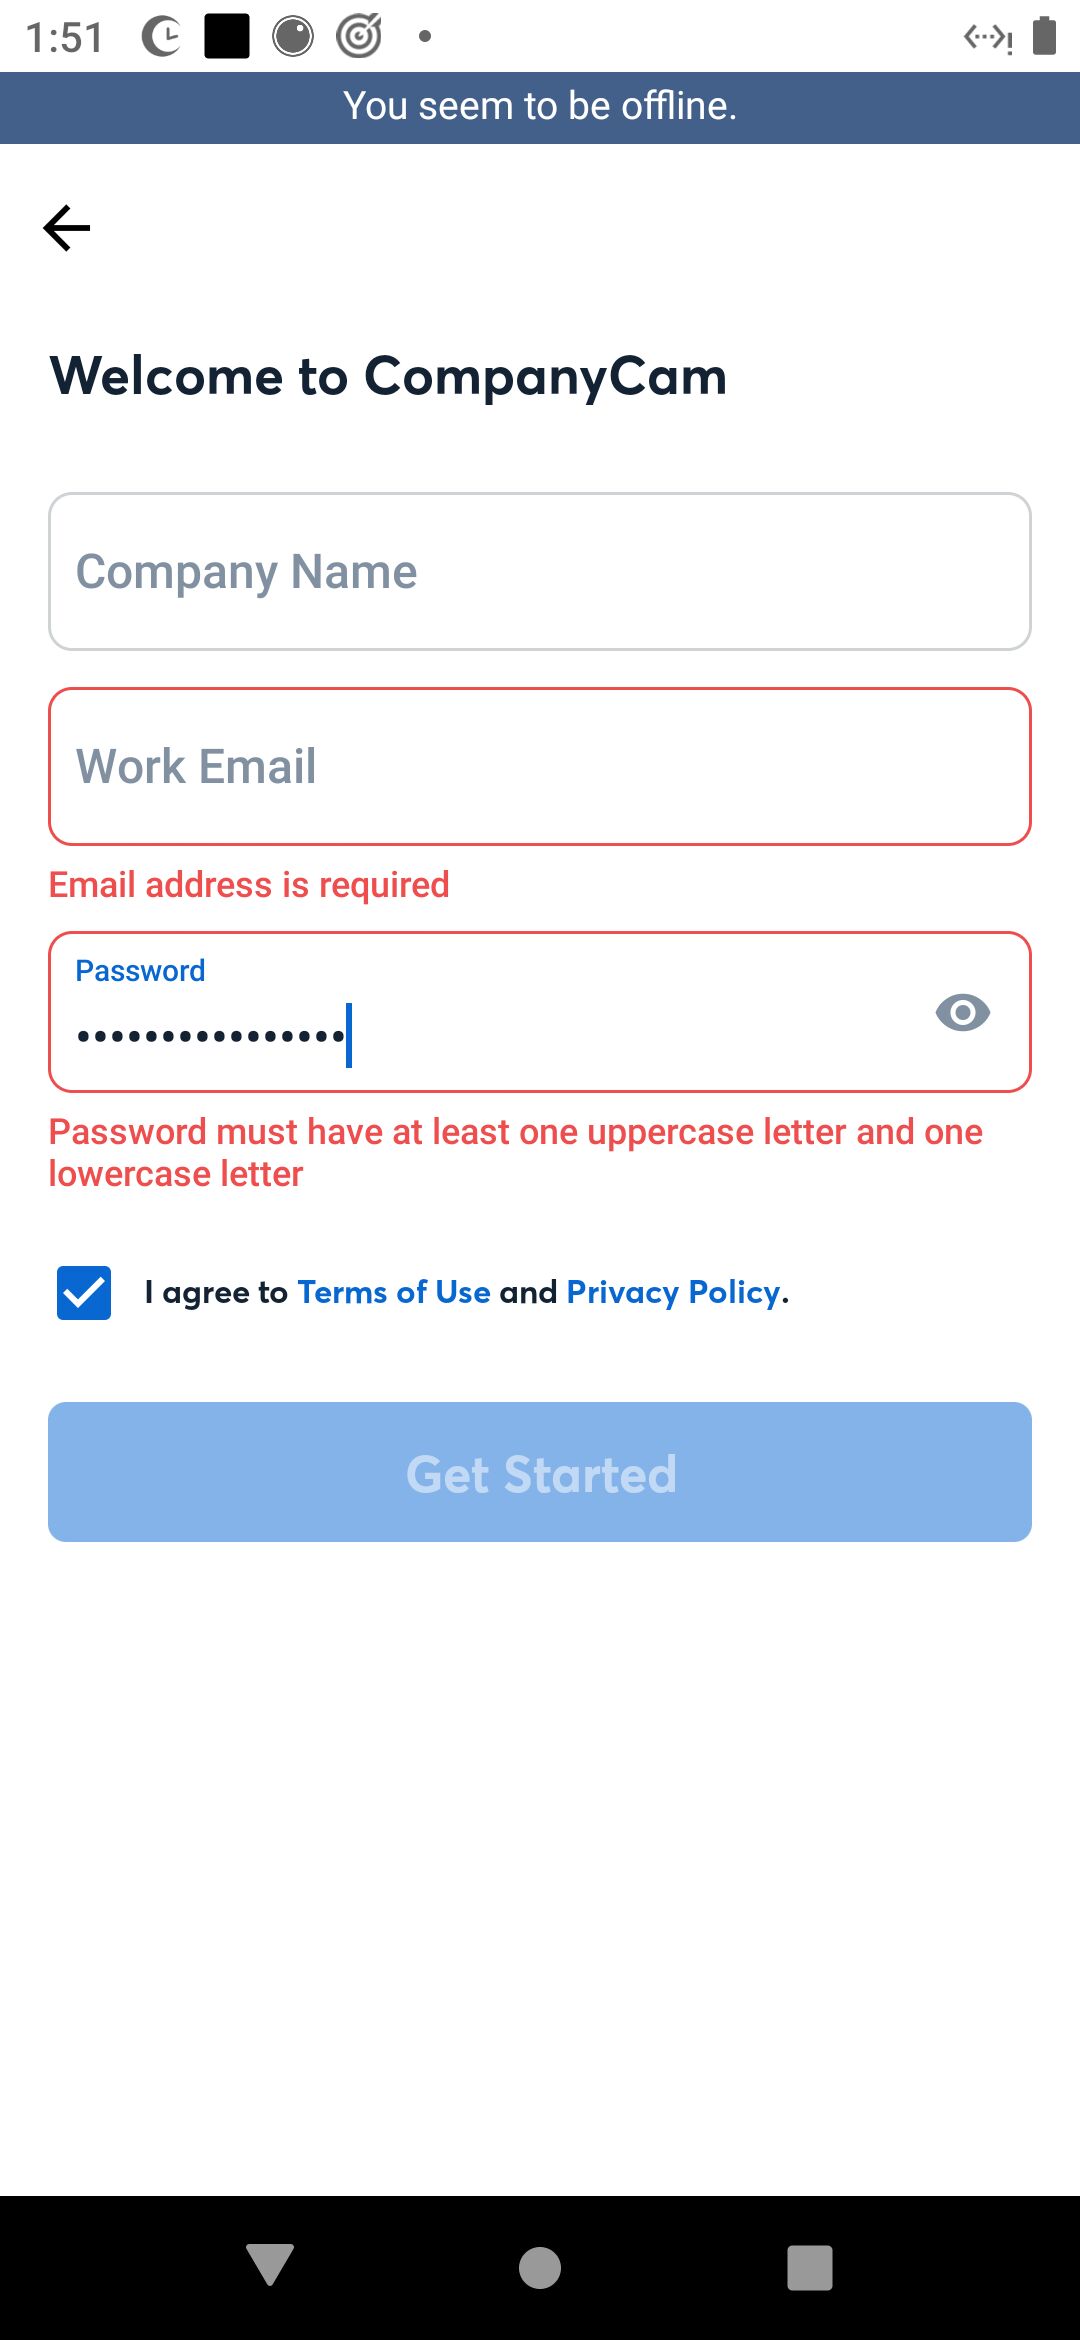 1:51
You seem to be offline.
Welcome to CompanyCam
Company Name
Work Email
Email address is required
Password
••••••••••••••••
Password must have at least one uppercase letter and one
lowercase letter
I agree to Terms of Use and Privacy Policy.
Get Started